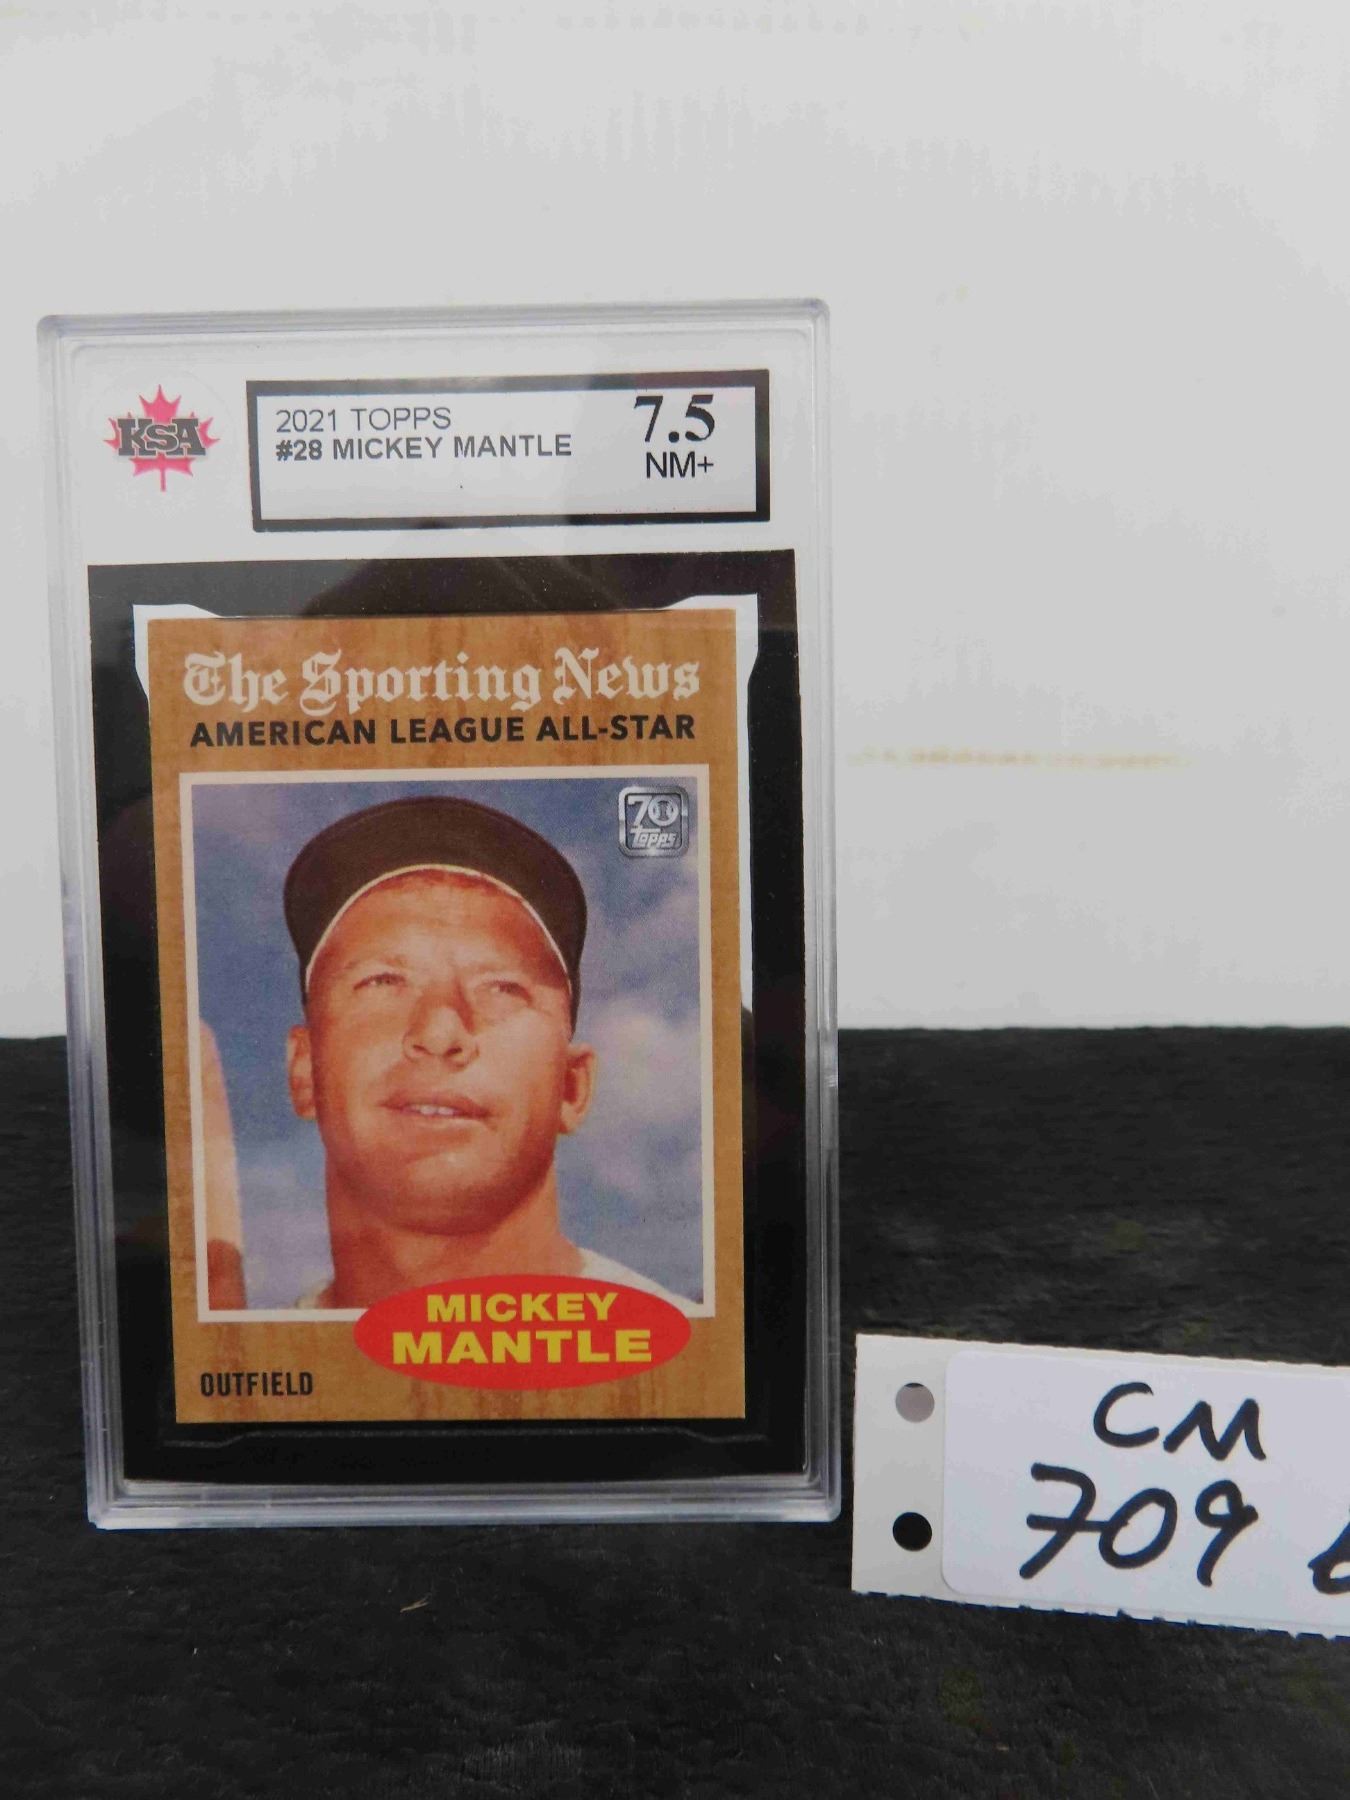 KSA
2021 TOPPS
#28 MICKEY MANTLE
7.5
NM+
The Sporting News
AMERICAN LEAGUE ALL-STAR
70
topps
MICKEY
MANTLE
OUTFIELD
CM
709